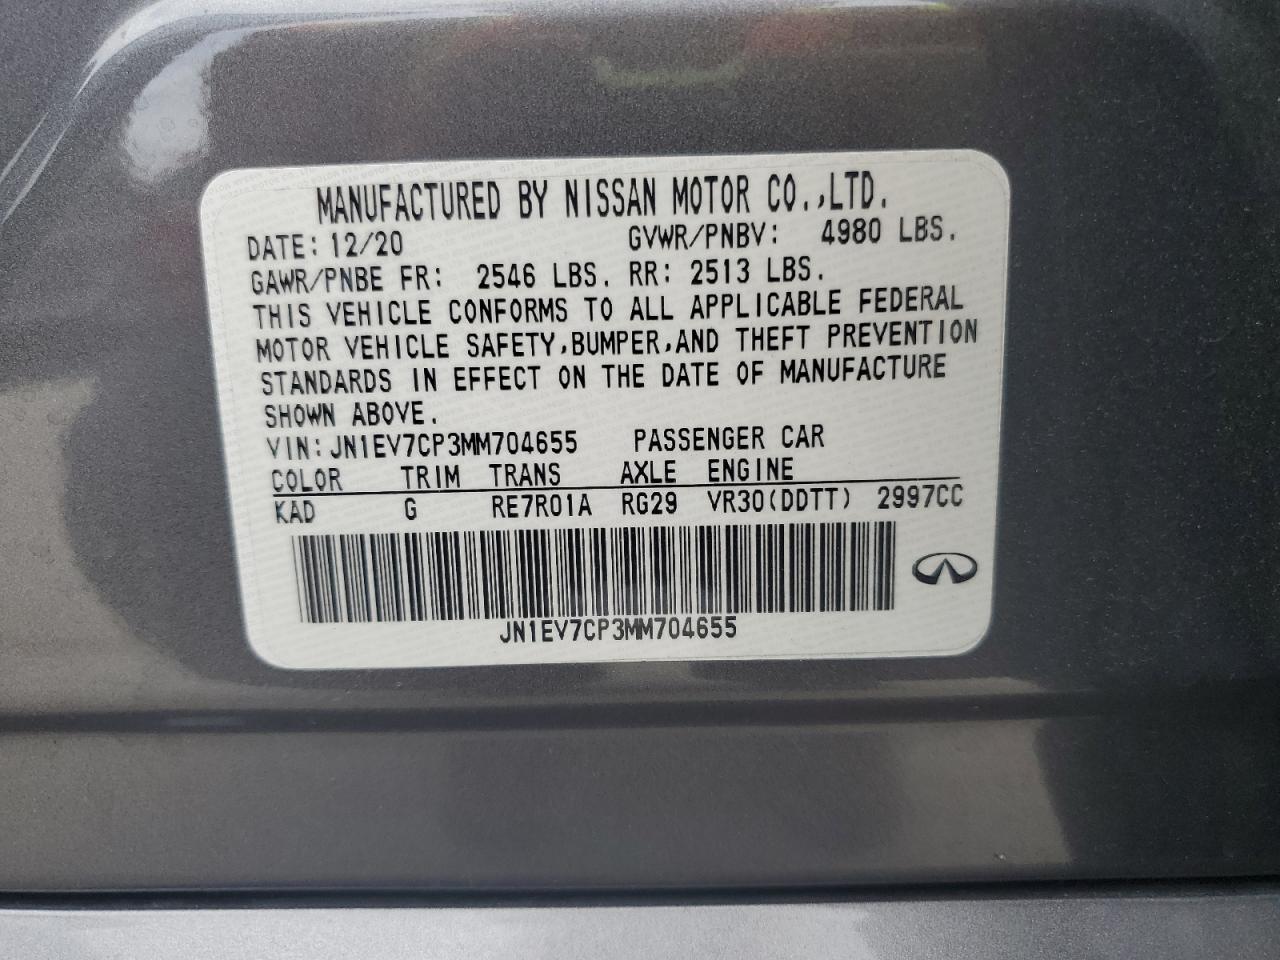 MANUFACTURED BY NISSAN MOTOR CO.,LTD.
DATE: 12/20 GVWR/PNBV: 4980 LBS.
GAWR/PNBE FR: 2546 LBS. RR: 2513 LBS.
THIS VEHICLE CONFORMS TO ALL APPLICABLE FEDERAL
MOTOR VEHICLE SAFETY,BUMPER,AND THEFT PREVENTION
STANDARDS IN EFFECT ON THE DATE OF MANUFACTURE
SHOWN ABOVE.
VIN:JN1EV7CP3MM704655 PASSENGER CAR
COLOR TRIM TRANS AXLE ENGINE
KAD G RE7R01A RG29 VR30(DDTT) 2997CC
JN1EV7CP3MM704655